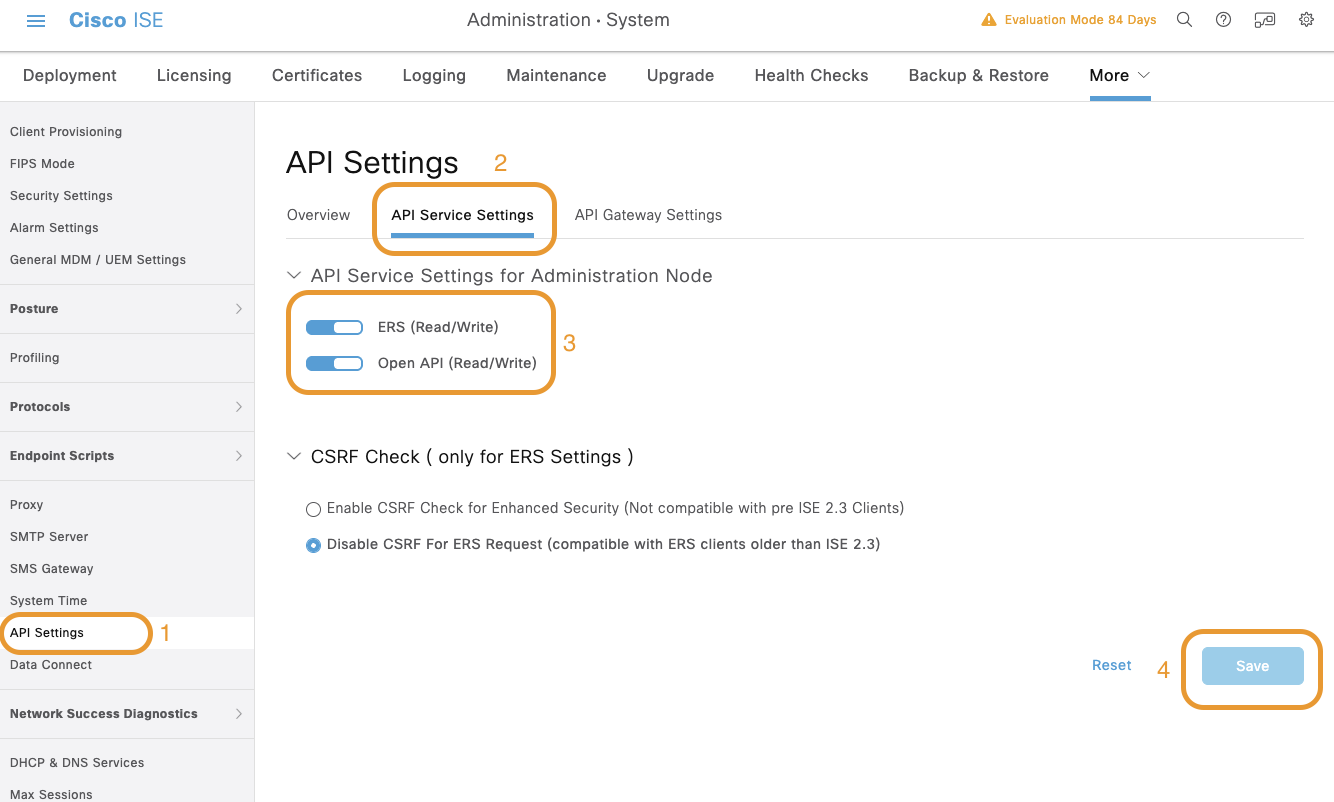 Cisco ISE
Administration · System
Evaluation Mode 84 Days
Deployment Licensing Certificates Logging Maintenance Upgrade Health Checks Backup & Restore More
Client Provisioning
FIPS Mode
Security Settings
Alarm Settings
General MDM / UEM Settings
Posture
Profiling
Protocols
Endpoint Scripts
Proxy
SMTP Server
SMS Gateway
System Time
API Settings 1
Data Connect
Network Success Diagnostics
DHCP & DNS Services
Max Sessions
API Settings 2
Overview API Service Settings API Gateway Settings
API Service Settings for Administration Node
ERS (Read/Write)
3
Open API (Read/Write)
CSRF Check ( only for ERS Settings )
Enable CSRF Check for Enhanced Security (Not compatible with pre ISE 2.3 Clients)
Disable CSRF For ERS Request (compatible with ERS clients older than ISE 2.3)
Reset 4 Save